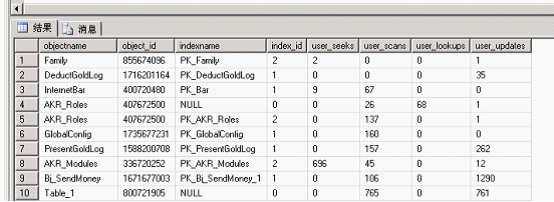 结果 消息
objectname object_id indexname index_id user_seeks user_scans user_lookups user_updates
1 Family 855674096 PK_Family 2 2 0 0 1
2 DeductGoldLog 1716201164 PK_DeductGoldLog 1 0 0 0 35
3 InternetBar 400720480 PK_Bar 1 9 67 0 0
4 AKR_Roles 407672500 NULL 0 0 26 68 1
5 AKR_Roles 407672500 PK_AKR_Roles 2 0 137 0 1
6 GlobalConfig 1735677231 PK_GlobalConfig 1 0 160 0 0
7 PresentGoldLog 1588200708 PK_PresentGoldLog 1 0 157 0 262
8 AKR_Modules 336720252 PK_AKR_Modules 2 696 45 0 12
9 Bj_SendMoney 1671677003 PK_Bj_SendMoney_1 1 0 106 0 1290
10 Table_1 800721905 NULL 0 0 765 0 761